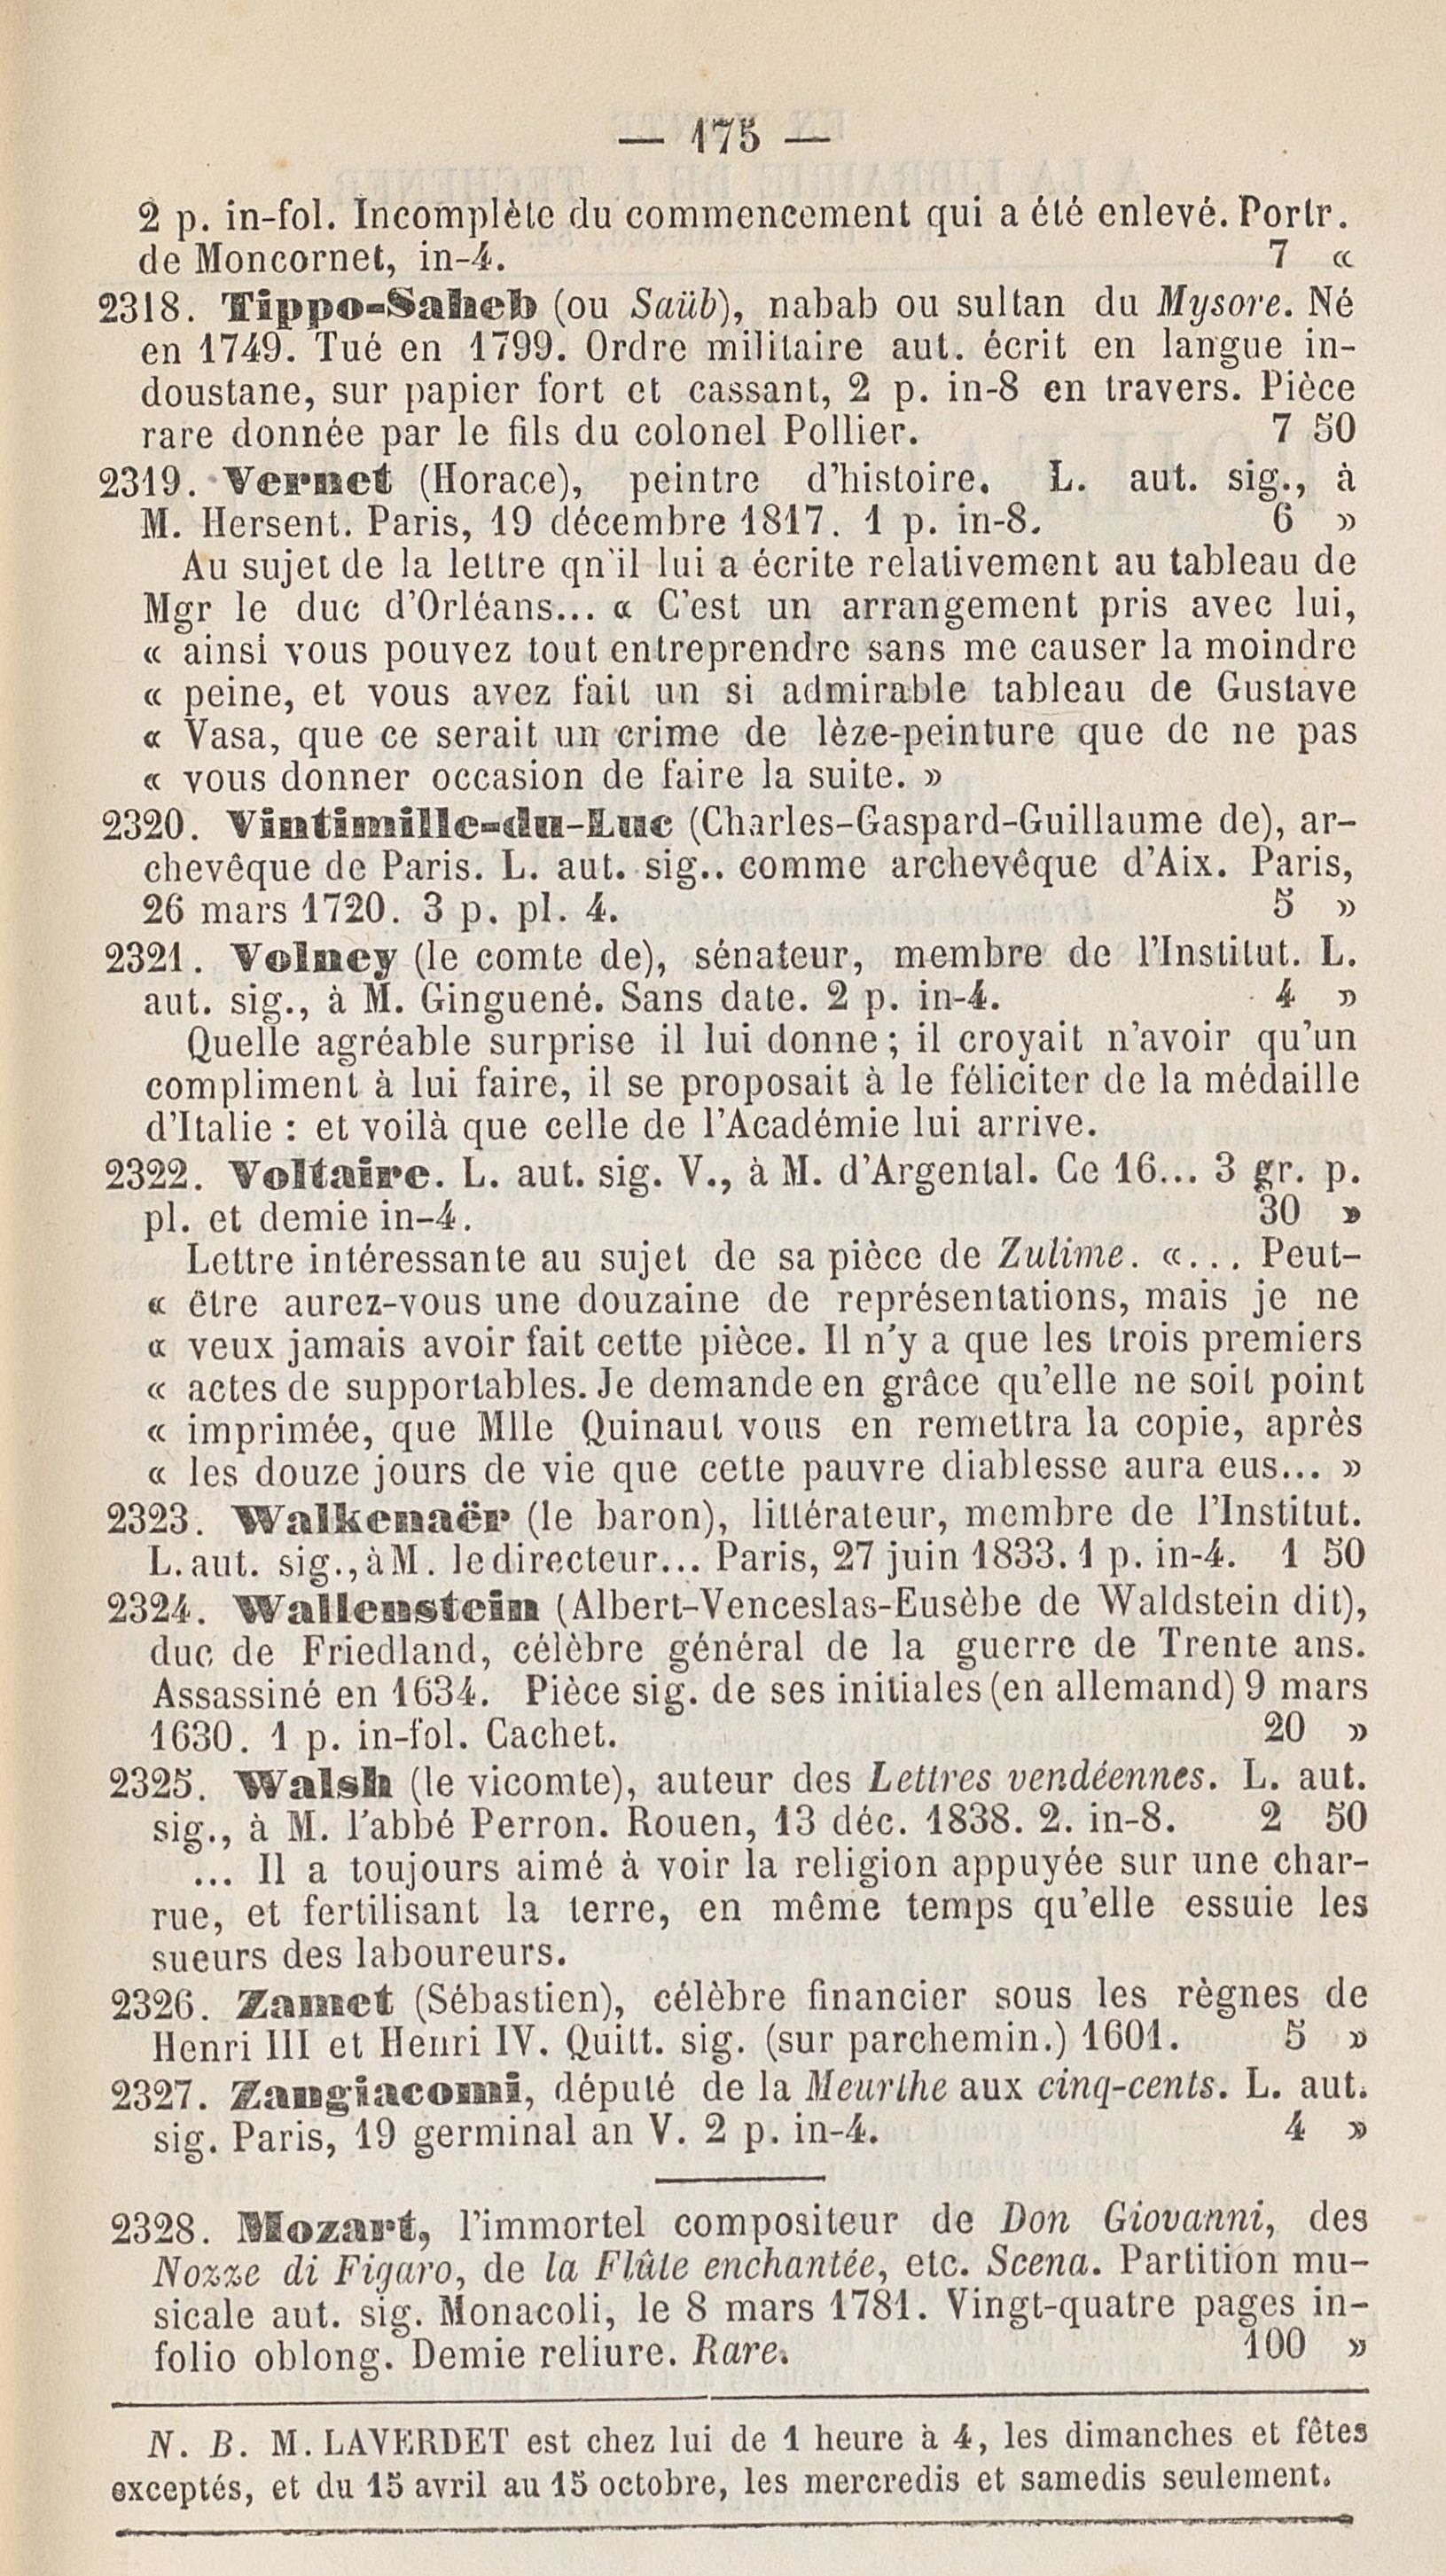 — 175 —
2 p. in-fol. Incomplète du commencement qui a été enlevé. Portr.
de Moncornet, in-4. 7 «
2318. Tippo-Saheb (ou Saüb), nabab ou sultan du Mysore. Né
en 1749. Tué en 1799. Ordre militaire aut. écrit en langue in-
doustane, sur papier fort et cassant, 2 p. in-8 en travers. Pièce
rare donnée par le fils du colonel Pollier. 7 50
2319. Vernet (Horace), peintre d'histoire. L. aut. sig., à
M. Hersent. Paris, 19 décembre 1817. 1 p. in-8. 6 »
Au sujet de la lettre qn'il lui a écrite relativement au tableau de
Mgr le duc d'Orléans... « C'est un arrangement pris avec lui,
« ainsi vous pouvez tout entreprendre sans me causer la moindre
« peine, et vous avez fait un si admirable tableau de Gustave
« Vasa, que ce serait un crime de lèze-peinture que de ne pas
« vous donner occasion de faire la suite. »
2320. Vintimille-du-Luc (Charles-Gaspard-Guillaume de), ar-
chevêque de Paris. L. aut. sig.. comme archevêque d'Aix. Paris,
26 mars 1720. 3 p. pl. 4. 5 »
2321. Volney (le comte de), sénateur, membre de l'Institut. L.
aut. sig., à M. Ginguené. Sans date. 2 p. in-4. 4 »
Quelle agréable surprise il lui donne ; il croyait n'avoir qu'un
compliment à lui faire, il se proposait à le féliciter de la médaille
d'Italie : et voilà que celle de l'Académie lui arrive.
2322. Voltaire. L. aut. sig. V., à M. d'Argental. Ce 16... 3 gr. p.
pl. et demie in-4. 30 »
Lettre intéressante au sujet de sa pièce de Zulime. «... Peut-
« être aurez-vous une douzaine de représentations, mais je ne
« veux jamais avoir fait cette pièce. Il n'y a que les trois premiers
« actes de supportables. Je demande en grâce qu'elle ne soit point
« imprimée, que Mlle Quinaut vous en remettra la copie, après
« les douze jours de vie que cette pauvre diablesse aura eus... »
2323. Walkenaër (le baron), littérateur, membre de l'Institut.
L. aut. sig., à M. le directeur... Paris, 27 juin 1833. 1 p. in-4. 1 50
2324. Wallenstein (Albert-Venceslas-Eusèbe de Waldstein dit),
duc de Friedland, célèbre général de la guerre de Trente ans.
Assassiné en 1634. Pièce sig. de ses initiales (en allemand) 9 mars
1630. 1 p. in-fol. Cachet. 20 »
2325. Walsh (le vicomte), auteur des Lettres vendéennes. L. aut.
sig., à M. l'abbé Perron. Rouen, 13 déc. 1838. 2. in-8. 2 50
... Il a toujours aimé à voir la religion appuyée sur une char-
rue, et fertilisant la terre, en même temps qu'elle essuie les
sueurs des laboureurs.
2326. Zamet (Sébastien), célèbre financier sous les règnes de
Henri III et Henri IV. Quitt. sig. (sur parchemin.) 1601. 5 »
2327. Zangiacomi, député de la Meurthe aux cinq-cents. L. aut.
sig. Paris, 19 germinal an V. 2 p. in-4. 4 »
2328. Mozart, l'immortel compositeur de Don Giovanni, des
Nozze di Figaro, de la Flûte enchantée, etc. Scena. Partition mu-
sicale aut. sig. Monacoli, le 8 mars 1781. Vingt-quatre pages in-
folio oblong. Demie reliure. Rare. 100 »
N. B. M. LAVERDET est chez lui de 1 heure à 4, les dimanches et fêtes
exceptés, et du 15 avril au 15 octobre, les mercredis et samedis seulement.